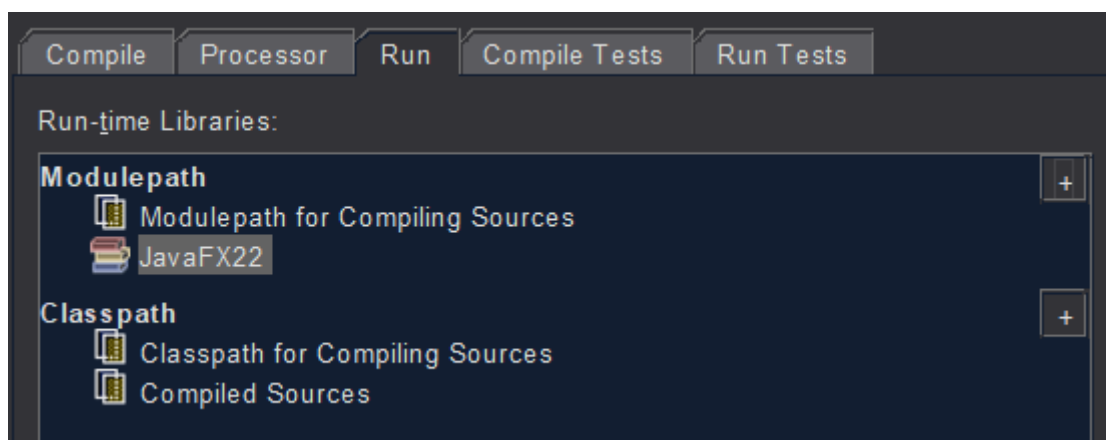 Compile Processor Run Compile Tests Run Tests
Run-time Libraries:
Modulepath
+
Modulepath for Compiling Sources
JavaFX22
Classpath
+
Classpath for Compiling Sources
Compiled Sources